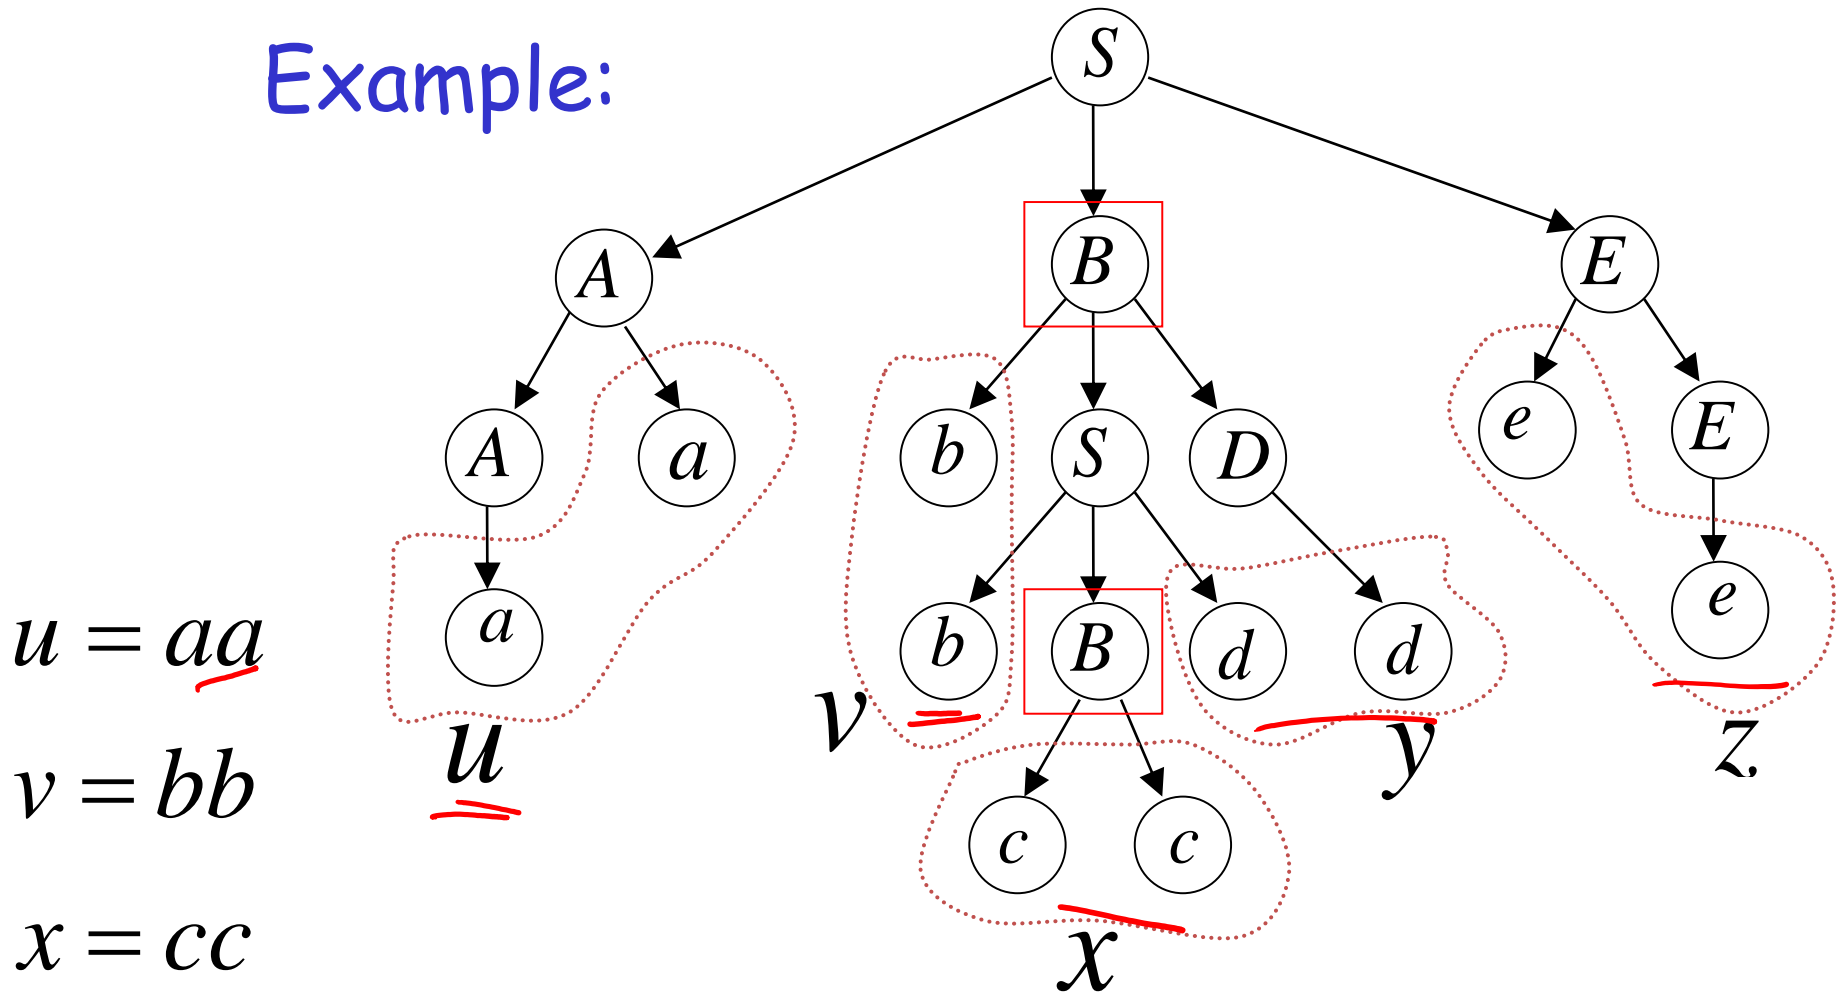 Example:
S
A B E
A a b S D e E
a b B d d e
c c
u v x y z
u = aa
v = bb
x = cc